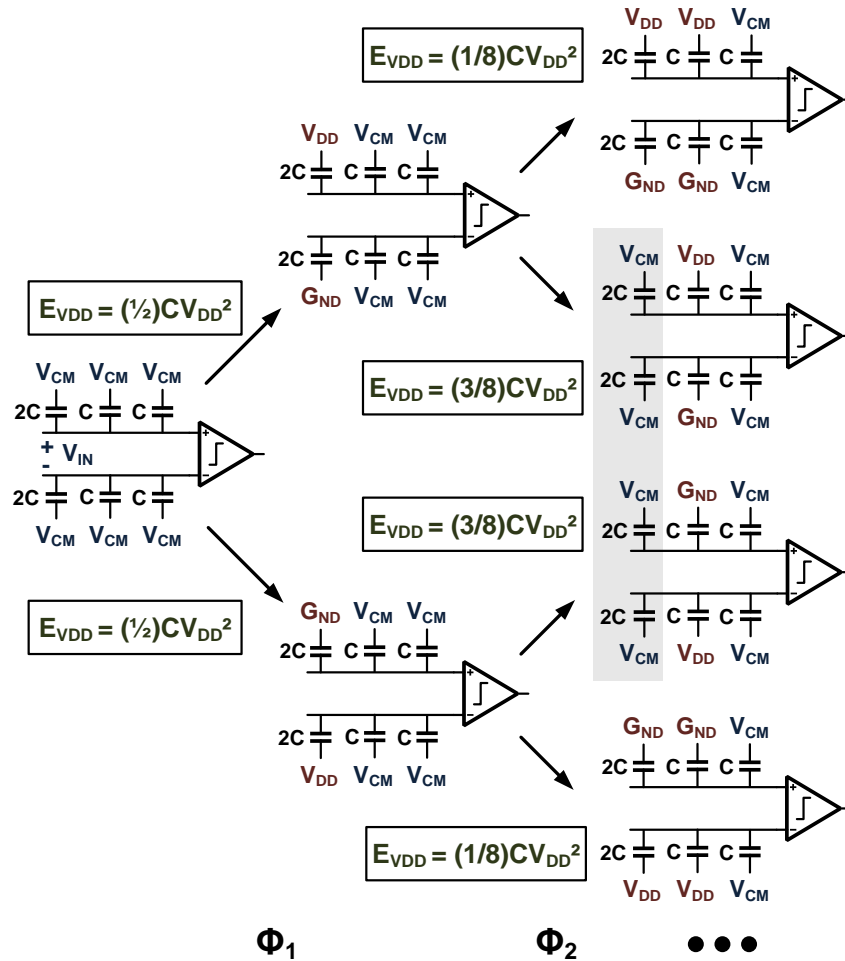 V_DD V_DD V_CM
E_VDD = (1/8)CV_DD²
2C C C
+
-
2C C C
G_ND G_ND V_CM
V_DD V_CM V_CM
2C C C
+
-
2C C C
G_ND V_CM V_CM
V_CM V_DD V_CM
2C C C
+
-
2C C C
V_CM G_ND V_CM
E_VDD = (½)CV_DD²
E_VDD = (3/8)CV_DD²
V_CM V_CM V_CM
2C C C
+
-
+ V_IN
-
2C C C
V_CM V_CM V_CM
V_CM G_ND V_CM
E_VDD = (3/8)CV_DD²
2C C C
+
-
2C C C
V_CM V_DD V_CM
E_VDD = (½)CV_DD²
G_ND V_CM V_CM
2C C C
+
-
2C C C
V_DD V_CM V_CM
G_ND G_ND V_CM
2C C C
+
-
2C C C
V_DD V_DD V_CM
E_VDD = (1/8)CV_DD²
Φ₁ Φ₂ •••